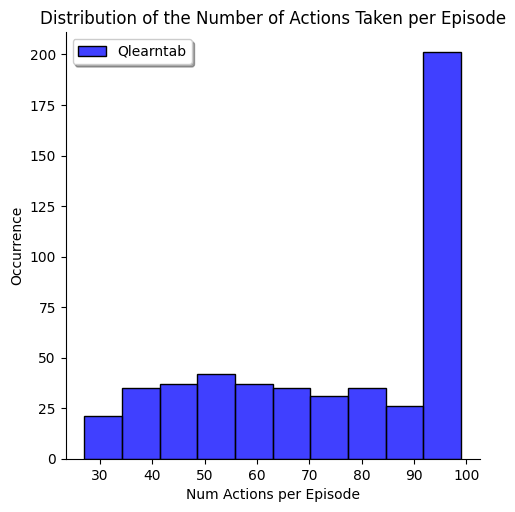 Distribution of the Number of Actions Taken per Episode
Qlearntab
200
175
150
125
100
75
50
25
0
Occurrence
30 40 50 60 70 80 90 100
Num Actions per Episode